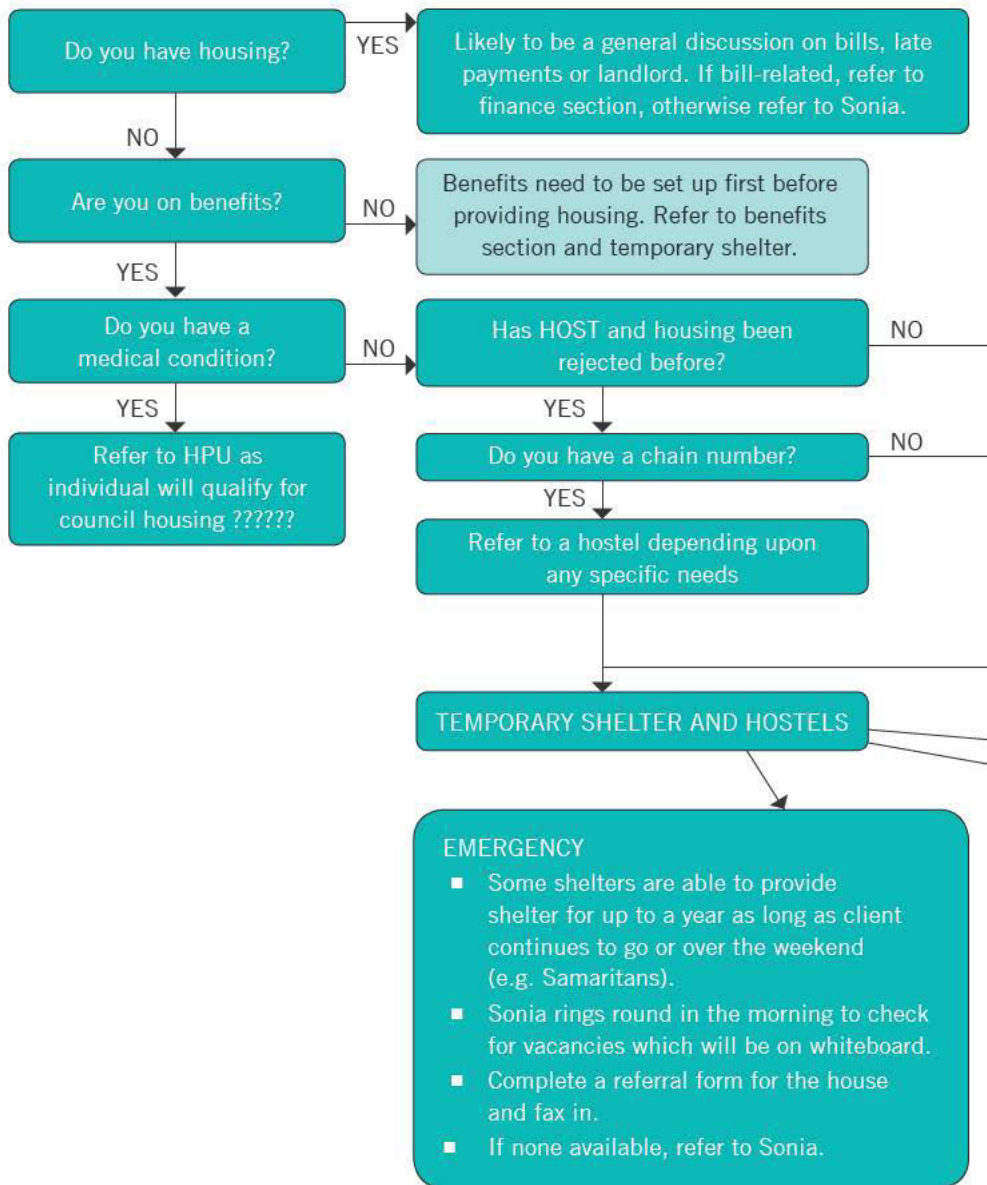 Do you have housing?
YES
Likely to be a general discussion on bills, late
payments or landlord. If bill-related, refer to
finance section, otherwise refer to Sonia.
NO
Are you on benefits?
NO
Benefits need to be set up first before
providing housing. Refer to benefits
section and temporary shelter.
YES
Do you have a
medical condition?
NO
Has HOST and housing been
rejected before?
NO
YES
Refer to HPU as
individual will qualify for
council housing ??????
YES
Do you have a chain number?
NO
YES
Refer to a hostel depending upon
any specific needs
TEMPORARY SHELTER AND HOSTELS
EMERGENCY
▪ Some shelters are able to provide
shelter for up to a year as long as client
continues to go or over the weekend
(e.g. Samaritans).
▪ Sonia rings round in the morning to check
for vacancies which will be on whiteboard.
▪ Complete a referral form for the house
and fax in.
▪ If none available, refer to Sonia.